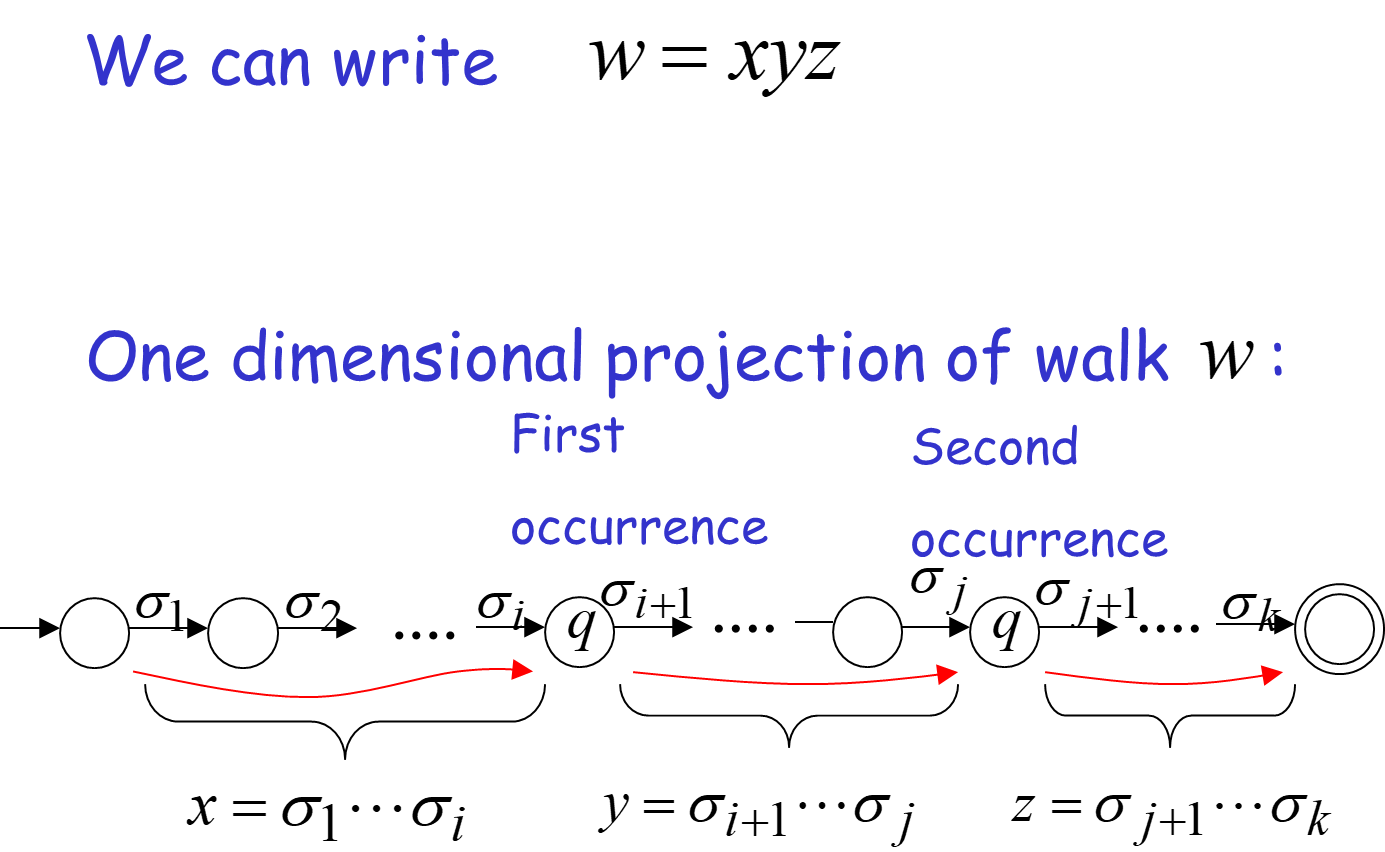 We can write w = xyz
One dimensional projection of walk w :
First Second
occurrence occurrence
σ₁ σ₂ .... σᵢ q σᵢ₊₁ .... σⱼ q σⱼ₊₁ .... σₖ
x = σ₁⋯σᵢ y = σᵢ₊₁⋯σⱼ z = σⱼ₊₁⋯σₖ